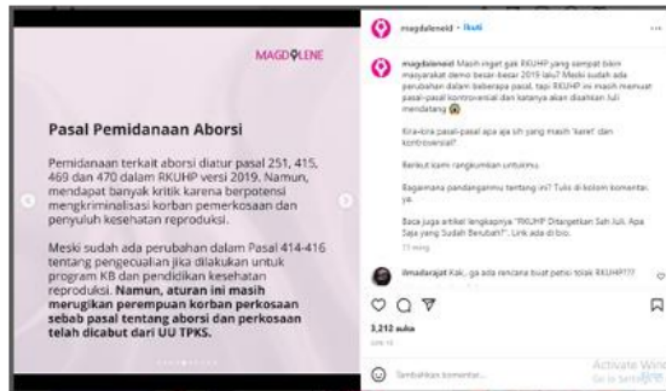 MAGDALENE
Pasal Pemidanaan Aborsi
Pemidanaan terkait aborsi diatur pasal 251, 415,
469 dan 470 dalam RKUHP versi 2019. Namun,
mendapat banyak kritik karena berpotensi
mengkriminalisasi korban pemerkosaan dan
penyuluh kesehatan reproduksi.
Meski sudah ada perubahan dalam Pasal 414-416
tentang pengecualian jika dilakukan untuk
program KB dan pendidikan kesehatan
reproduksi. Namun, aturan ini masih
merugikan perempuan korban perkosaan
sebab pasal tentang aborsi dan perkosaan
telah dicabut dari UU TPKS.
magdaleneid • Ikuti
magdaleneid Masih inget gak RKUHP yang sempat bikin
masyarakat demo besar-besar 2019 lalu? Meski sudah ada
perubahan dalam beberapa pasal, tapi RKUHP ini masih memuat
pasal-pasal kontroversial dan katanya akan disahkan Juli
mendatang 😱
Kira-kira pasal-pasal apa aja sih yang masih 'karet' dan
kontroversial?
Berikut kami rangkumkan untukmu.
Bagaimana pandanganmu tentang ini? Tulis di kolom komentar,
ya.
Baca juga artikel lengkapnya "RKUHP Ditargetkan Sah Juli, Apa
Saja yang Sudah Berubah?". Link ada di bio.
ilmadarajat Kak, ga ada rencana buat petisi tolak RKUHP???
3,212 suka
Tambahkan komentar...
Activate Wind
Go to Settings